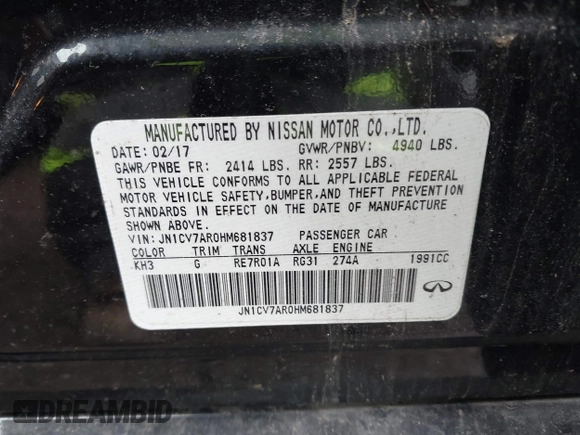 MANUFACTURED BY NISSAN MOTOR CO.,LTD.
DATE: 02/17 GVWR/PNBV: 4940 LBS.
GAWR/PNBE FR: 2414 LBS. RR: 2557 LBS.
THIS VEHICLE CONFORMS TO ALL APPLICABLE FEDERAL
MOTOR VEHICLE SAFETY,BUMPER,AND THEFT PREVENTION
STANDARDS IN EFFECT ON THE DATE OF MANUFACTURE
SHOWN ABOVE.
VIN: JN1CV7AR0HM681837 PASSENGER CAR
COLOR TRIM TRANS AXLE ENGINE
KH3 G RE7R01A RG31 274A 1991CC
JN1CV7AR0HM681837
DREAMBID